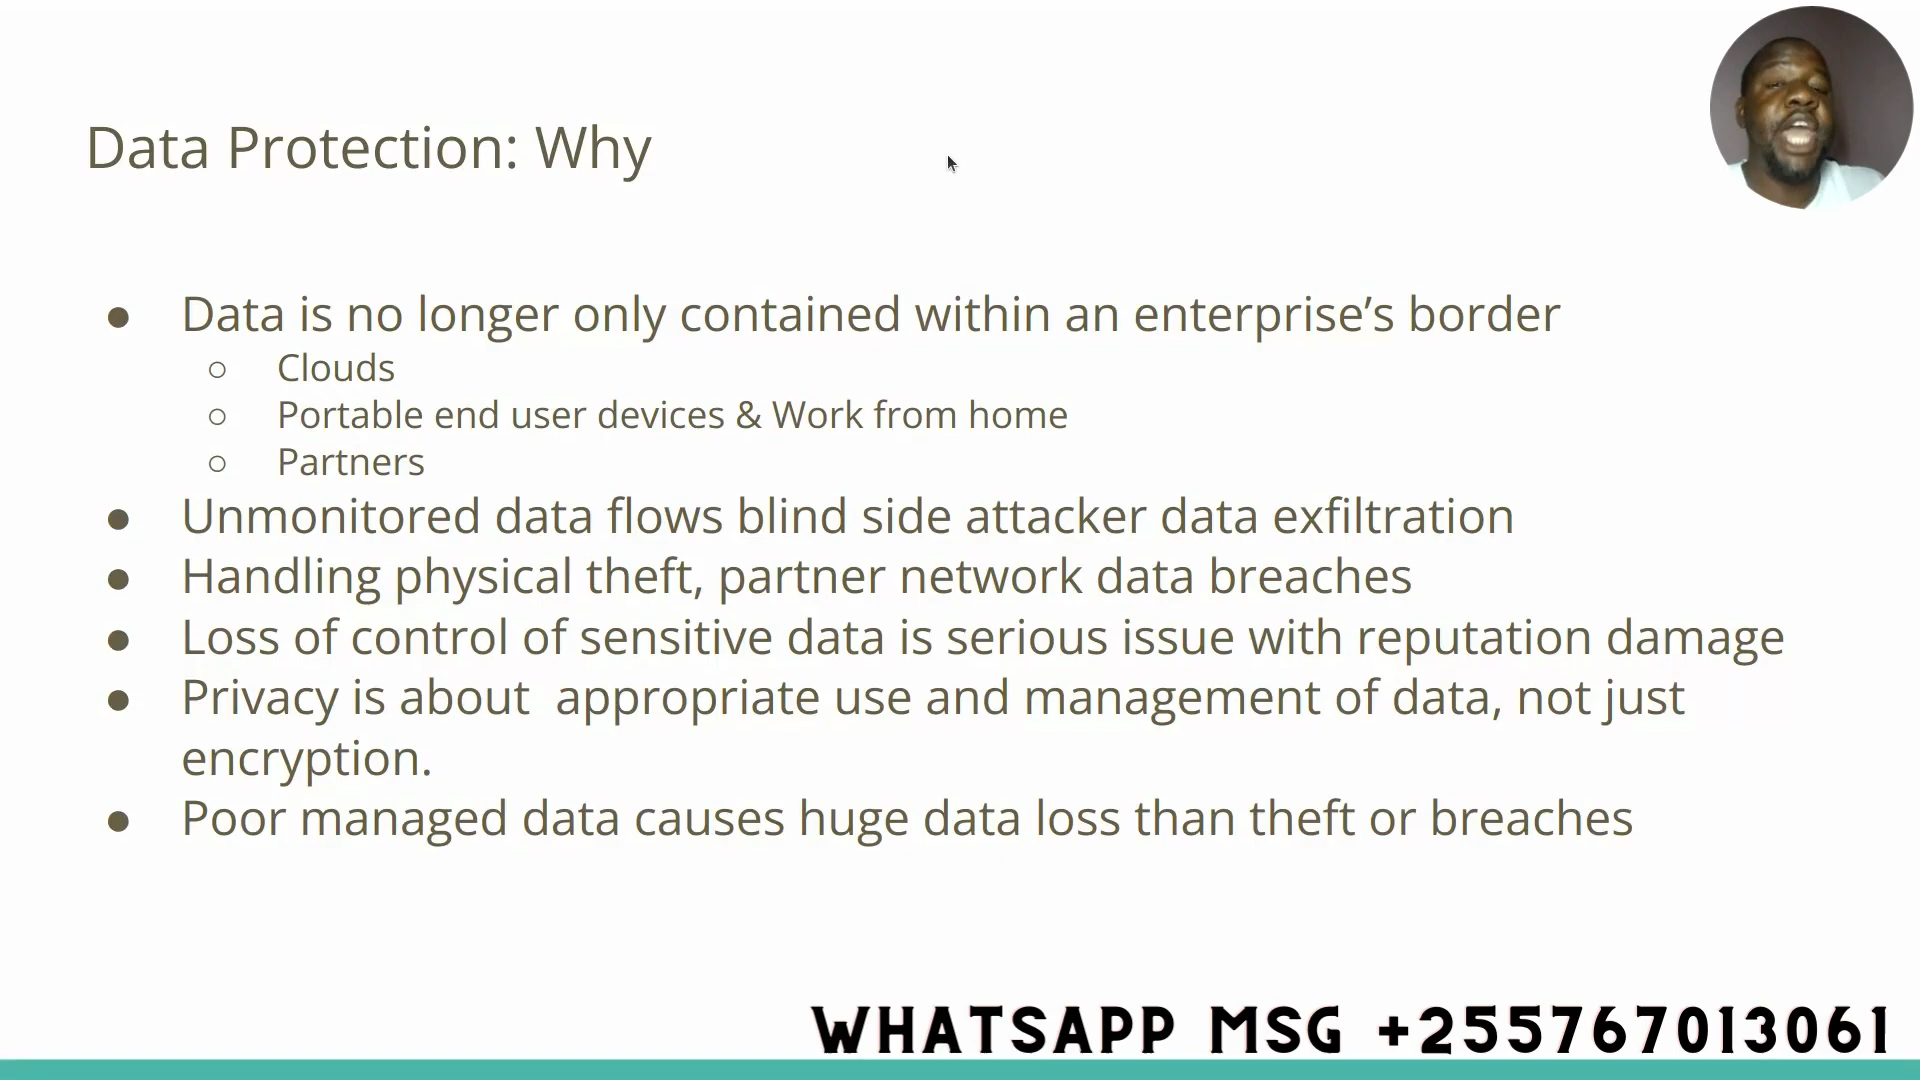 Data Protection: Why
● Data is no longer only contained within an enterprise’s border
○ Clouds
○ Portable end user devices & Work from home
○ Partners
● Unmonitored data flows blind side attacker data exfiltration
● Handling physical theft, partner network data breaches
● Loss of control of sensitive data is serious issue with reputation damage
● Privacy is about  appropriate use and management of data, not just
encryption.
● Poor managed data causes huge data loss than theft or breaches
WHATSAPP MSG +255767013061